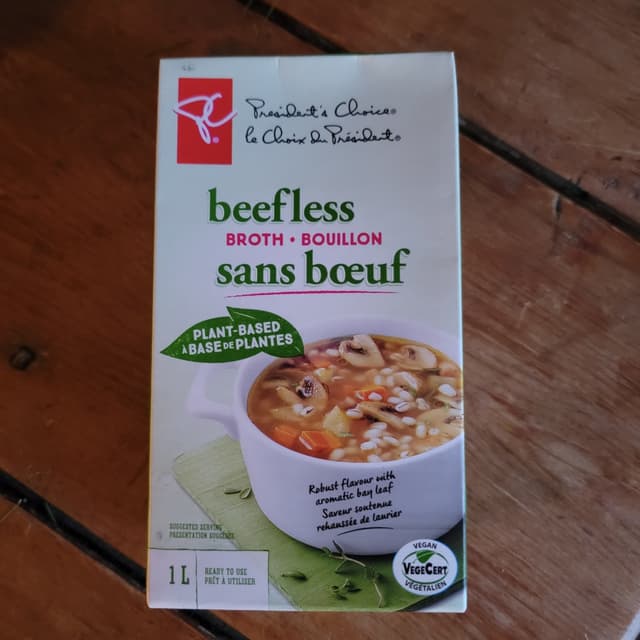 President's Choice®
le Choix du Président®
beefless
BROTH • BOUILLON
sans bœuf
PLANT-BASED
À BASE DE PLANTES
Robust flavour with
aromatic bay leaf
Saveur soutenue
rehaussée de laurier
SUGGESTED SERVING
PRÉSENTATION SUGGÉRÉE
1 L
READY TO USE
PRÊT À UTILISER
VEGAN
VEGECERT
VÉGÉTALIEN